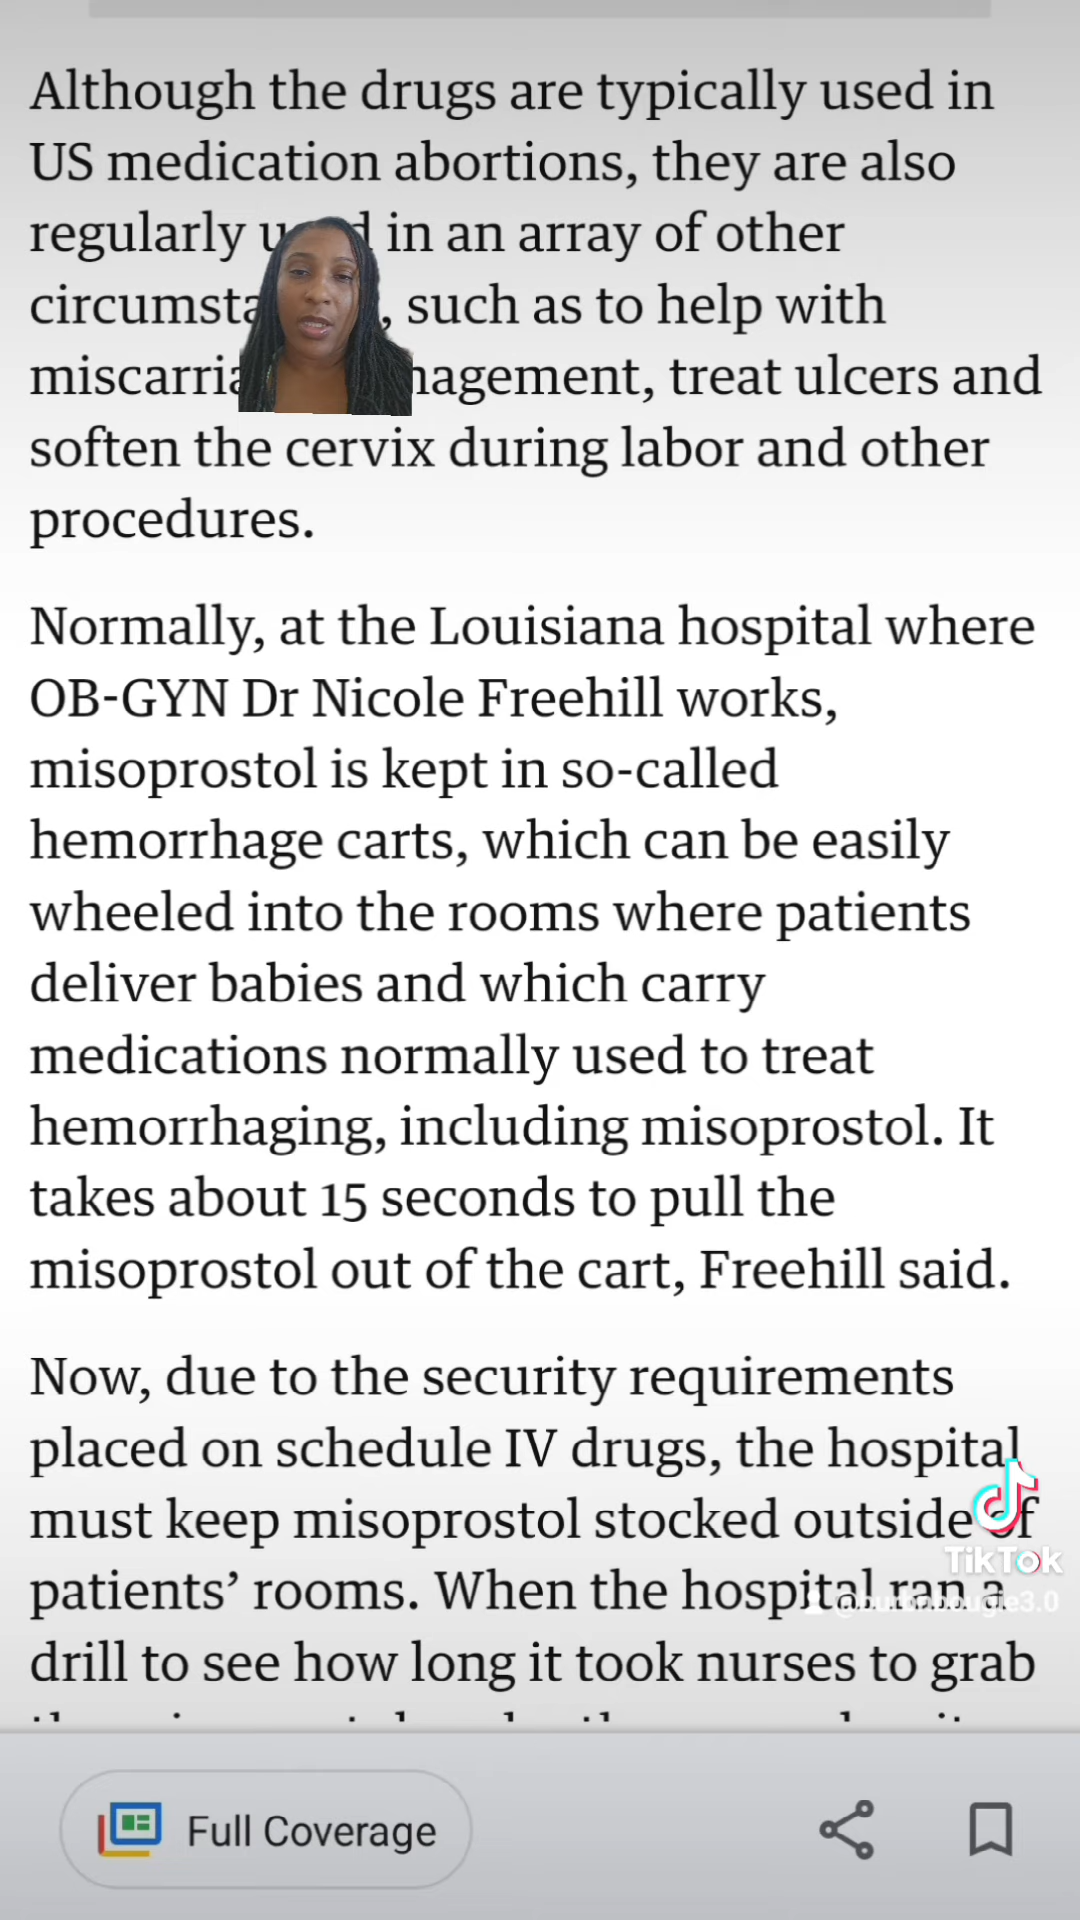 Although the drugs are typically used in
US medication abortions, they are also
regularly in an array of other
such as to help with
treat ulcers and
soften the cervix during labor and other
procedures.
Normally, at the Louisiana hospital where
OB-GYN Dr Nicole Freehill works,
misoprostol is kept in so-called
hemorrhage carts, which can be easily
wheeled into the rooms where patients
deliver babies and which carry
medications normally used to treat
hemorrhaging, including misoprostol. It
takes about 15 seconds to pull the
misoprostol out of the cart, Freehill said.
Now, due to the security requirements
placed on schedule IV drugs, the hospital
must keep misoprostol stocked outside of
patients’ rooms. When the hospital ran a
drill to see how long it took nurses to grab
TikTok
Full Coverage